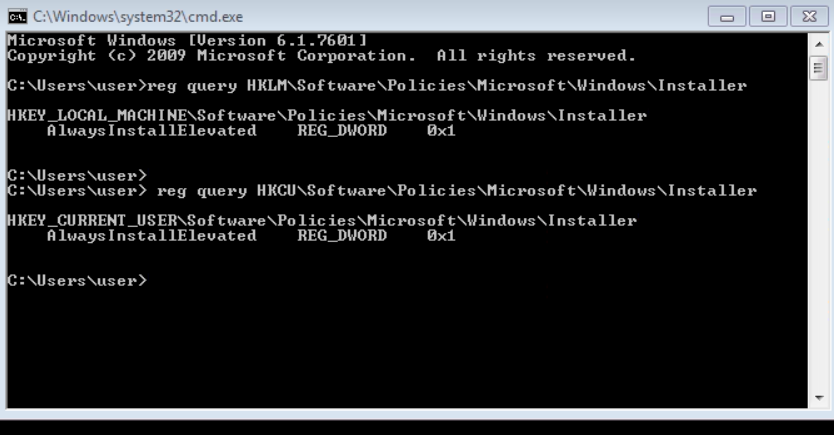 C:\Windows\system32\cmd.exe
Microsoft Windows [Version 6.1.7601]
Copyright (c) 2009 Microsoft Corporation.  All rights reserved.
C:\Users\user>reg query HKLM\Software\Policies\Microsoft\Windows\Installer
HKEY_LOCAL_MACHINE\Software\Policies\Microsoft\Windows\Installer
    AlwaysInstallElevated    REG_DWORD    0x1
C:\Users\user>
C:\Users\user> reg query HKCU\Software\Policies\Microsoft\Windows\Installer
HKEY_CURRENT_USER\Software\Policies\Microsoft\Windows\Installer
    AlwaysInstallElevated    REG_DWORD    0x1
C:\Users\user>